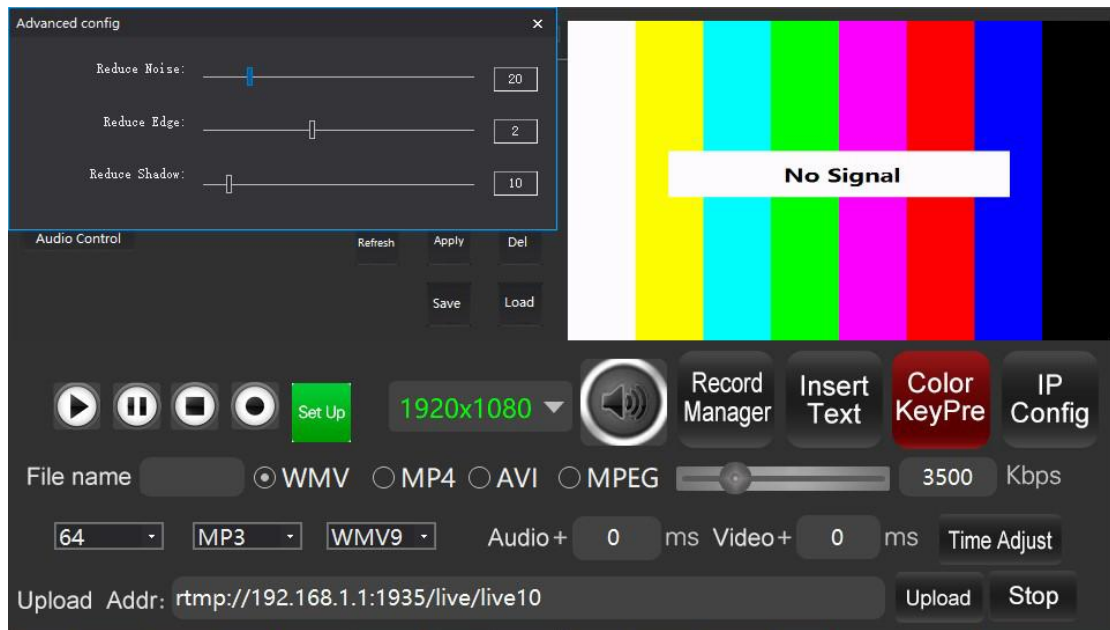 Advanced config ×
Reduce Noise: 20
Reduce Edge: 2
Reduce Shadow: 10
No Signal
Audio Control Refresh Apply Del
Save Load
Set Up 1920x1080 Record Manager Insert Text Color KeyPre IP Config
File name WMV MP4 AVI MPEG 3500 Kbps
64 MP3 WMV9 Audio+ 0 ms Video+ 0 ms Time Adjust
Upload Addr: rtmp://192.168.1.1:1935/live/live10 Upload Stop